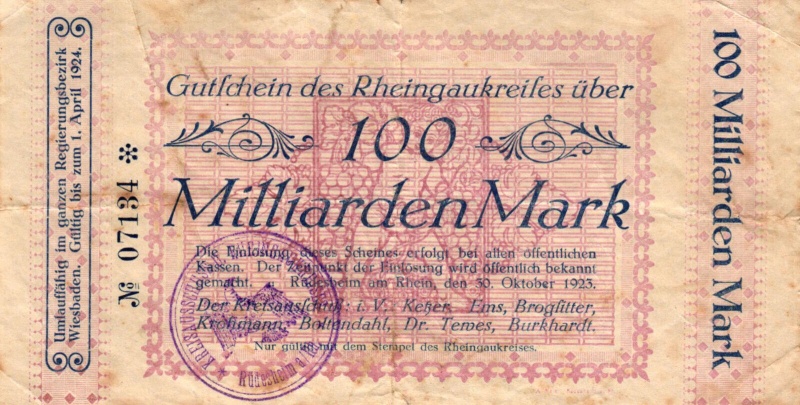 Umlauffähig im ganzen Regierungsbezirk
Wiesbaden. Gültig bis zum 1. April 1924.
№ 07134 *
Gutschein des Rheingaukreises über
100
Milliarden Mark
Die Einlösung dieses Scheines erfolgt bei allen öffentlichen
Kassen. Der Zeitpunkt der Einlösung wird öffentlich bekannt
gemacht. Rüdesheim am Rhein, den 30. Oktober 1923.
Der Kreisausschuß: i. V.: Keßer. Ems, Brogsitter,
Krohmann, Boltendahl, Dr. Temes, Burkhardt.
Nur gültig mit dem Stempel des Rheingaukreises.
Rüdesheim a.
100 Milliarden Mark